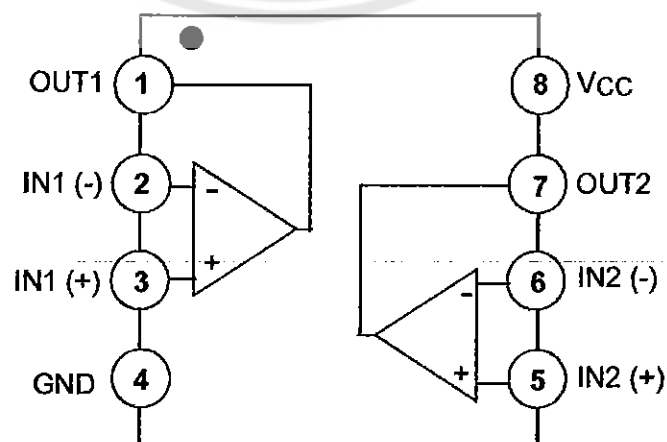 OUT1 1
8 VCC
IN1 (-) 2
-
7 OUT2
IN1 (+) 3
+
6 IN2 (-)
-
GND 4
+
5 IN2 (+)